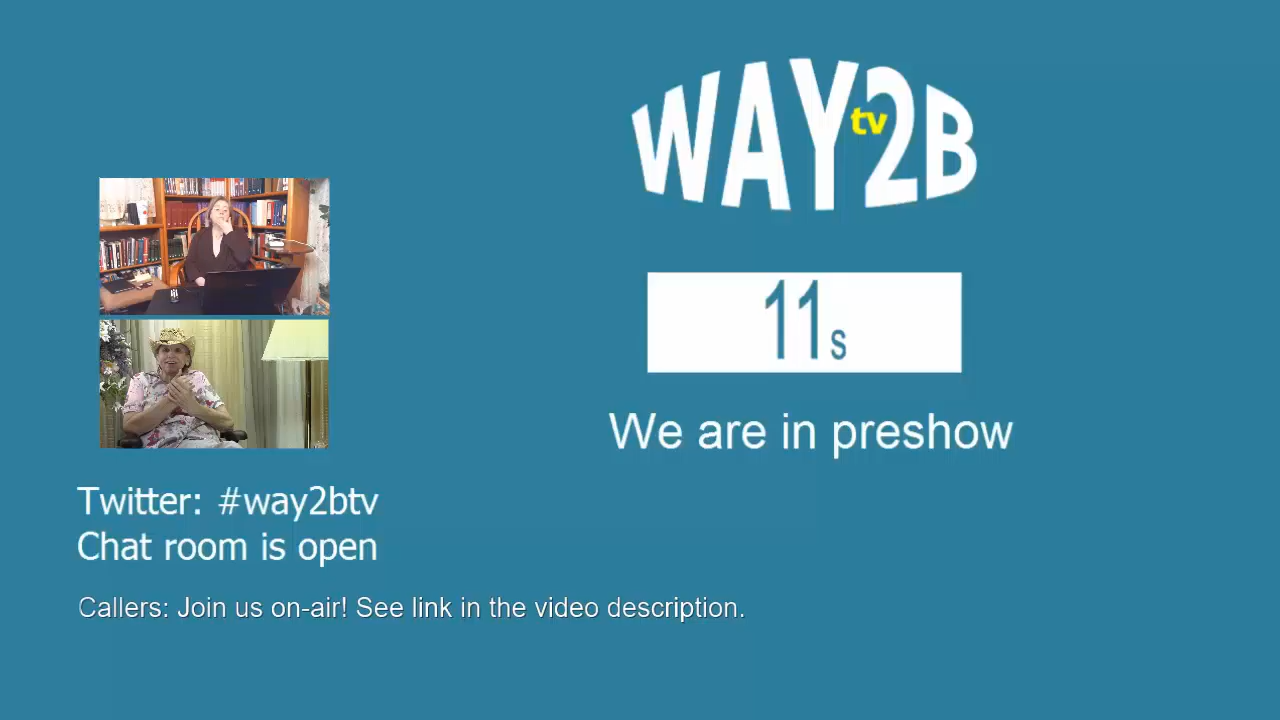 WAY tv 2B
11s
We are in preshow
Twitter: #way2btv
Chat room is open
Callers: Join us on-air! See link in the video description.